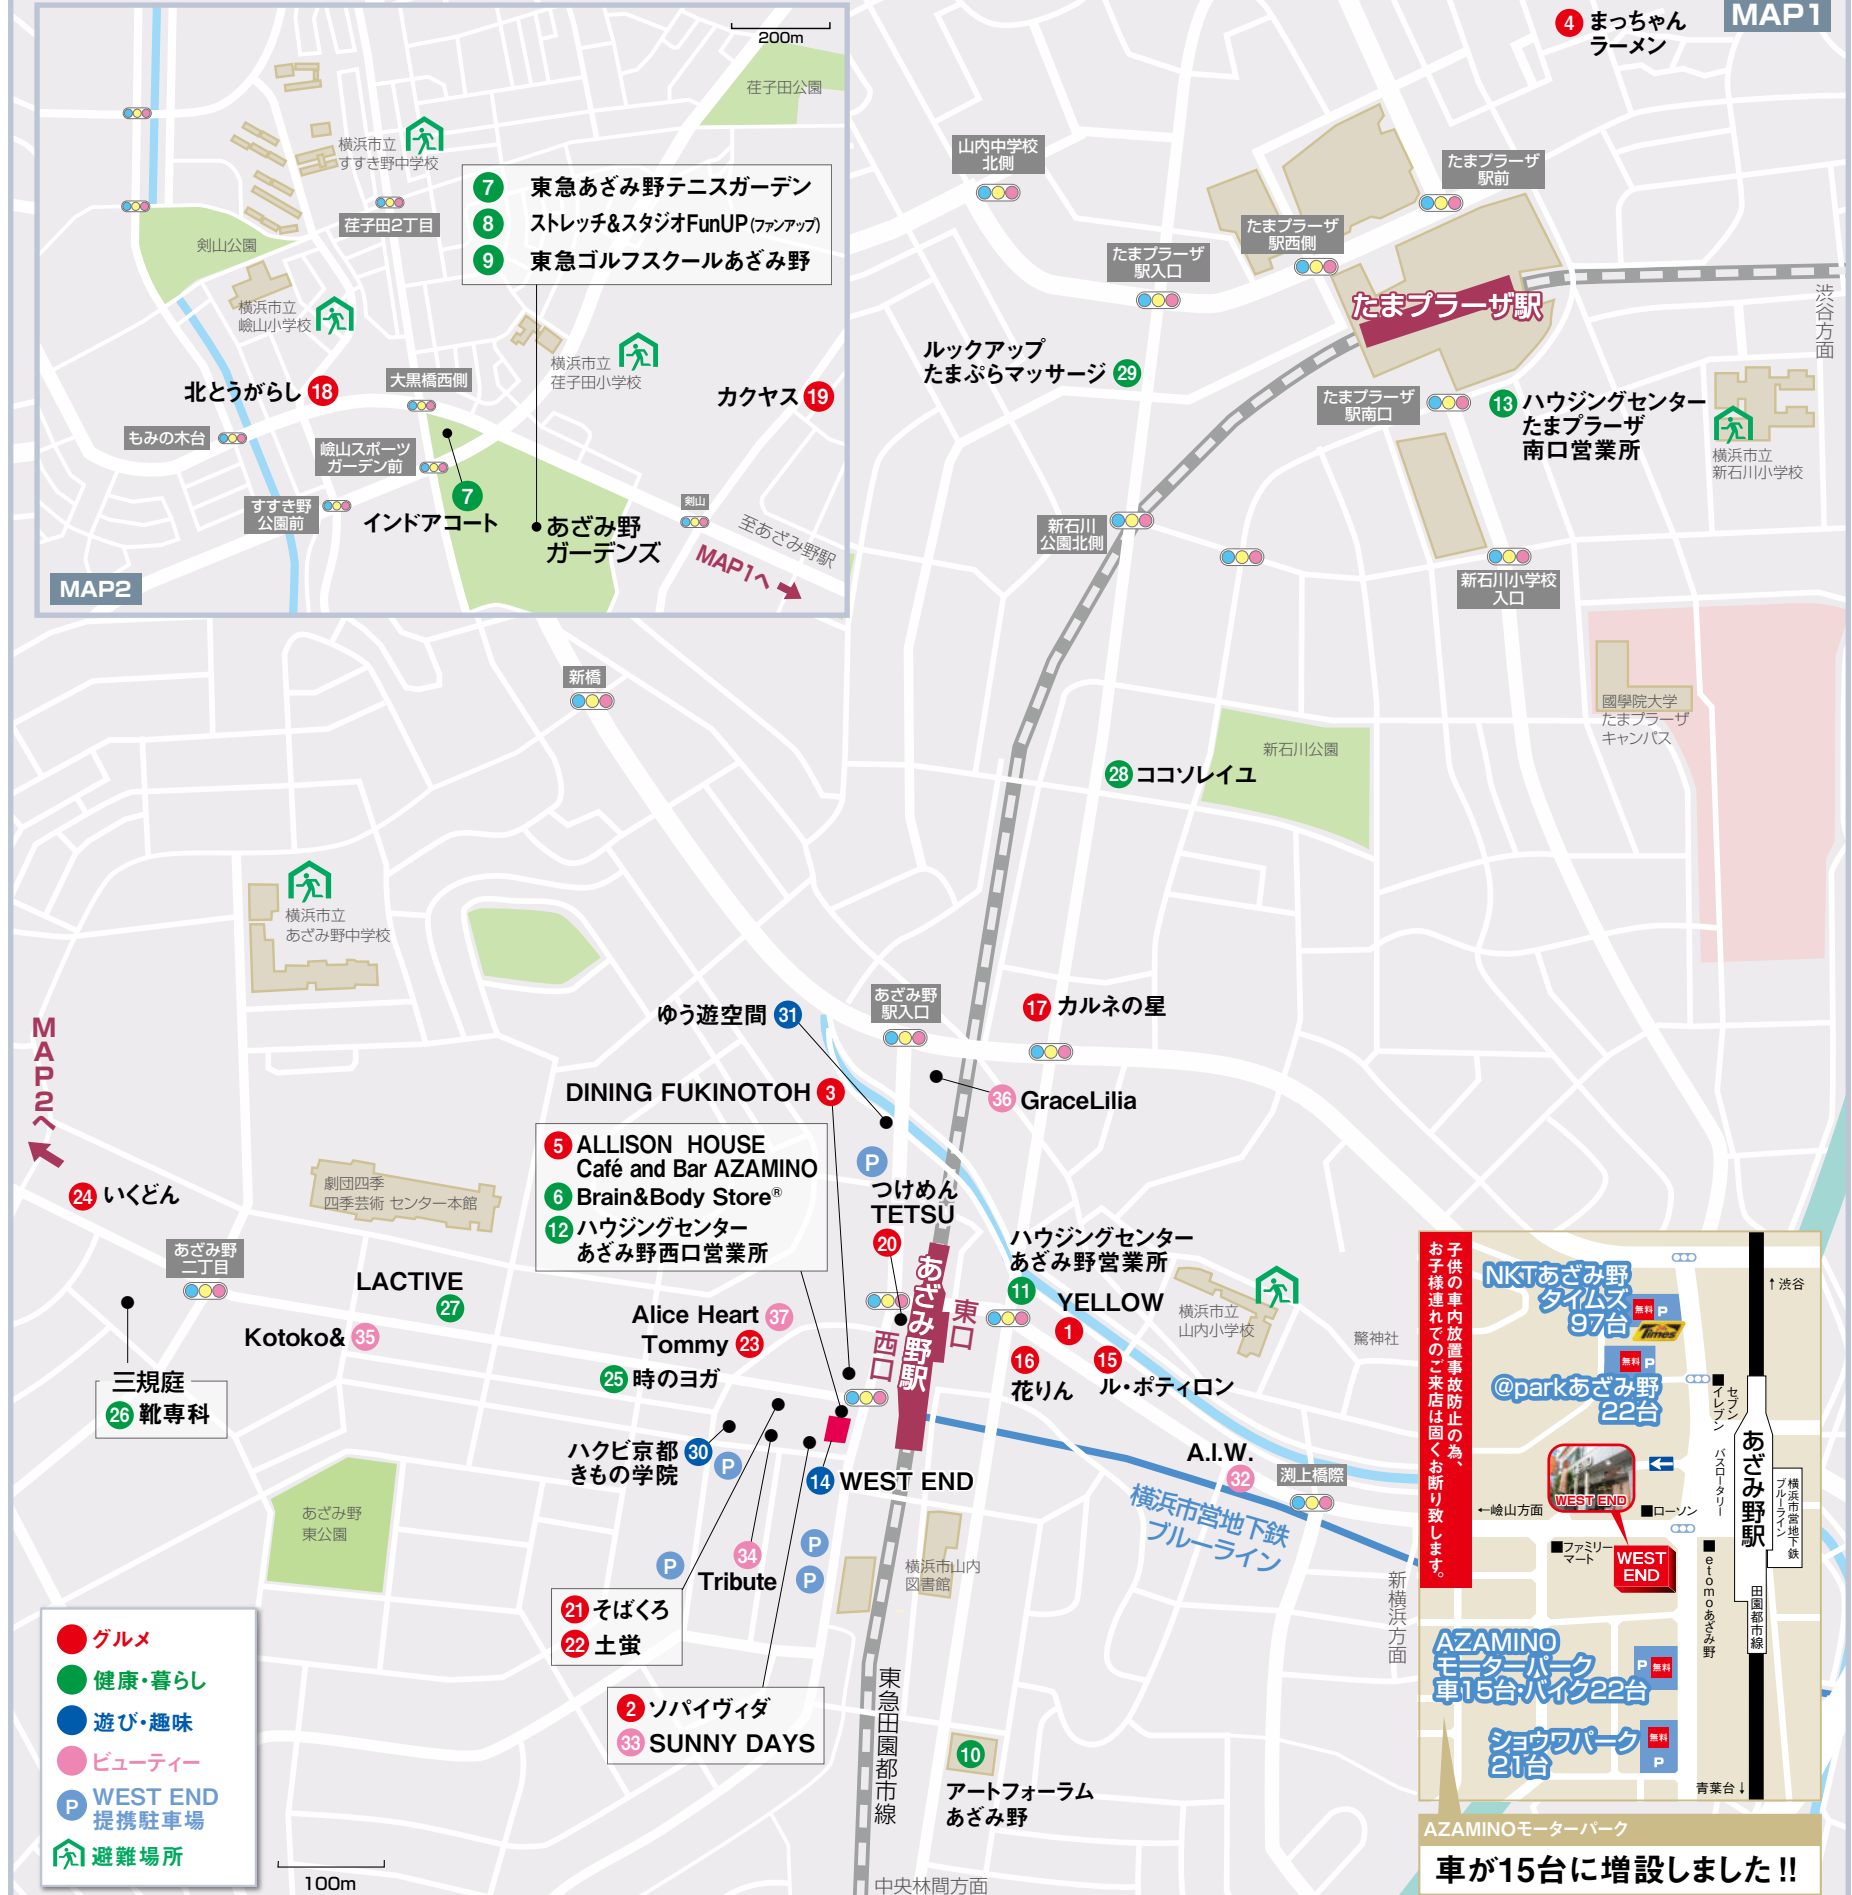 MAP1
4 まっちゃん
ラーメン
200m
荏子田公園
横浜市立
すすき野中学校
荏子田2丁目
剣山公園
7 東急あざみ野テニスガーデン
8 ストレッチ&スタジオFunUP(ファンアップ)
9 東急ゴルフスクールあざみ野
横浜市立
嶮山小学校
横浜市立
荏子田小学校
北とうがらし 18
大黒橋西側
カクヤス 19
もみの木台
嶮山スポーツ
ガーデン前
すすき野
公園前
7
インドアコート
あざみ野
ガーデンズ
剣山
至あざみ野駅
MAP1へ
MAP2
山内中学校
北側
たまプラーザ
駅前
たまプラーザ
駅西側
たまプラーザ
駅入口
たまプラーザ駅
渋谷方面
ルックアップ
たまぷらマッサージ 29
たまプラーザ
駅南口
13 ハウジングセンター
たまプラーザ
南口営業所
横浜市立
新石川小学校
新石川
公園北側
新石川小学校
入口
新橋
國學院大学
たまプラーザ
キャンパス
新石川公園
28 ココソレイユ
横浜市立
あざみ野中学校
あざみ野
駅入口
17 カルネの星
ゆう遊空間 31
MAP2へ
DINING FUKINOTOH 3
36 GraceLilia
5 ALLISON HOUSE
Café and Bar AZAMINO
6 Brain&Body Store®
12 ハウジングセンター
あざみ野西口営業所
P
つけめん
TETSU
20
24 いくどん
劇団四季
四季芸術 センター本館
あざみ野
二丁目
LACTIVE
27
Kotoko& 35
Alice Heart 37
Tommy 23
25 時のヨガ
三規庭
26 靴専科
あざみ野駅
西口
東口
ハウジングセンター
あざみ野営業所
11
YELLOW
1
16
花りん
15
ル・ポティロン
横浜市立
山内小学校
驚神社
ハクビ京都
きもの学院
30
P
14 WEST END
A.I.W.
32
渕上橋際
横浜市営地下鉄
ブルーライン
新横浜方面
あざみ野
東公園
34
Tribute
P
P
P
横浜市山内
図書館
21 そばくろ
22 土蛍
2 ソパイヴィダ
33 SUNNY DAYS
東急田園都市線
10
アートフォーラム
あざみ野
中央林間方面
グルメ
健康・暮らし
遊び・趣味
ビューティー
P WEST END
提携駐車場
避難場所
100m
子供の車内放置事故防止の為、
お子様連れでのご来店は固くお断り致します。
NKTあざみ野
タイムズ
97台
無料 P
Times
↑渋谷
無料 P
@parkあざみ野
22台
■セブン
イレブン
バスロータリー
あざみ野駅
横浜市営地下鉄
ブルーライン
WEST END
←嶮山方面
■ローソン
■ファミリー
マート
WEST
END
■etomoあざみ野
田園都市線
AZAMINO
モーターパーク
車15台・バイク22台
P 無料
ショウワパーク
21台
無料
P
青葉台↓
AZAMINOモーターパーク
車が15台に増設しました!!